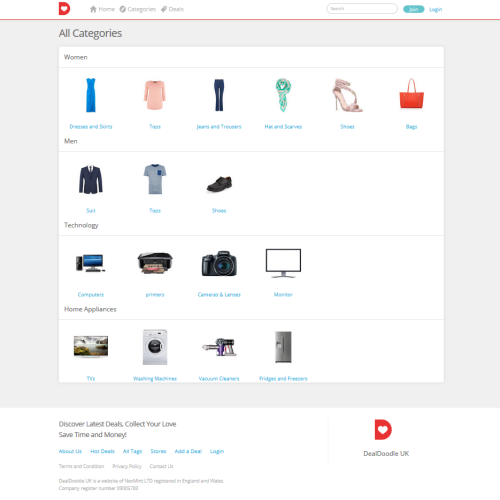 Home Categories Deals Search Join Login
All Categories
Women
Dresses and Skirts Tops Jeans and Trousers Hat and Scarves Shoes Bags
Men
Suit Tops Shoes
Technology
Computers printers Cameras & Lenses Monitor
Home Appliances
TVs Washing Machines Vacuum Cleaners Fridges and Freezers
Discover Latest Deals, Collect Your Love
Save Time and Money!
About Us Hot Deals All Tags Stores Add a Deal Login
Terms and Condition Privacy Policy Contact Us
DealDoodle UK
DealDoodle UK is a website of NexMint LTD registered in England and Wales.
Company register number